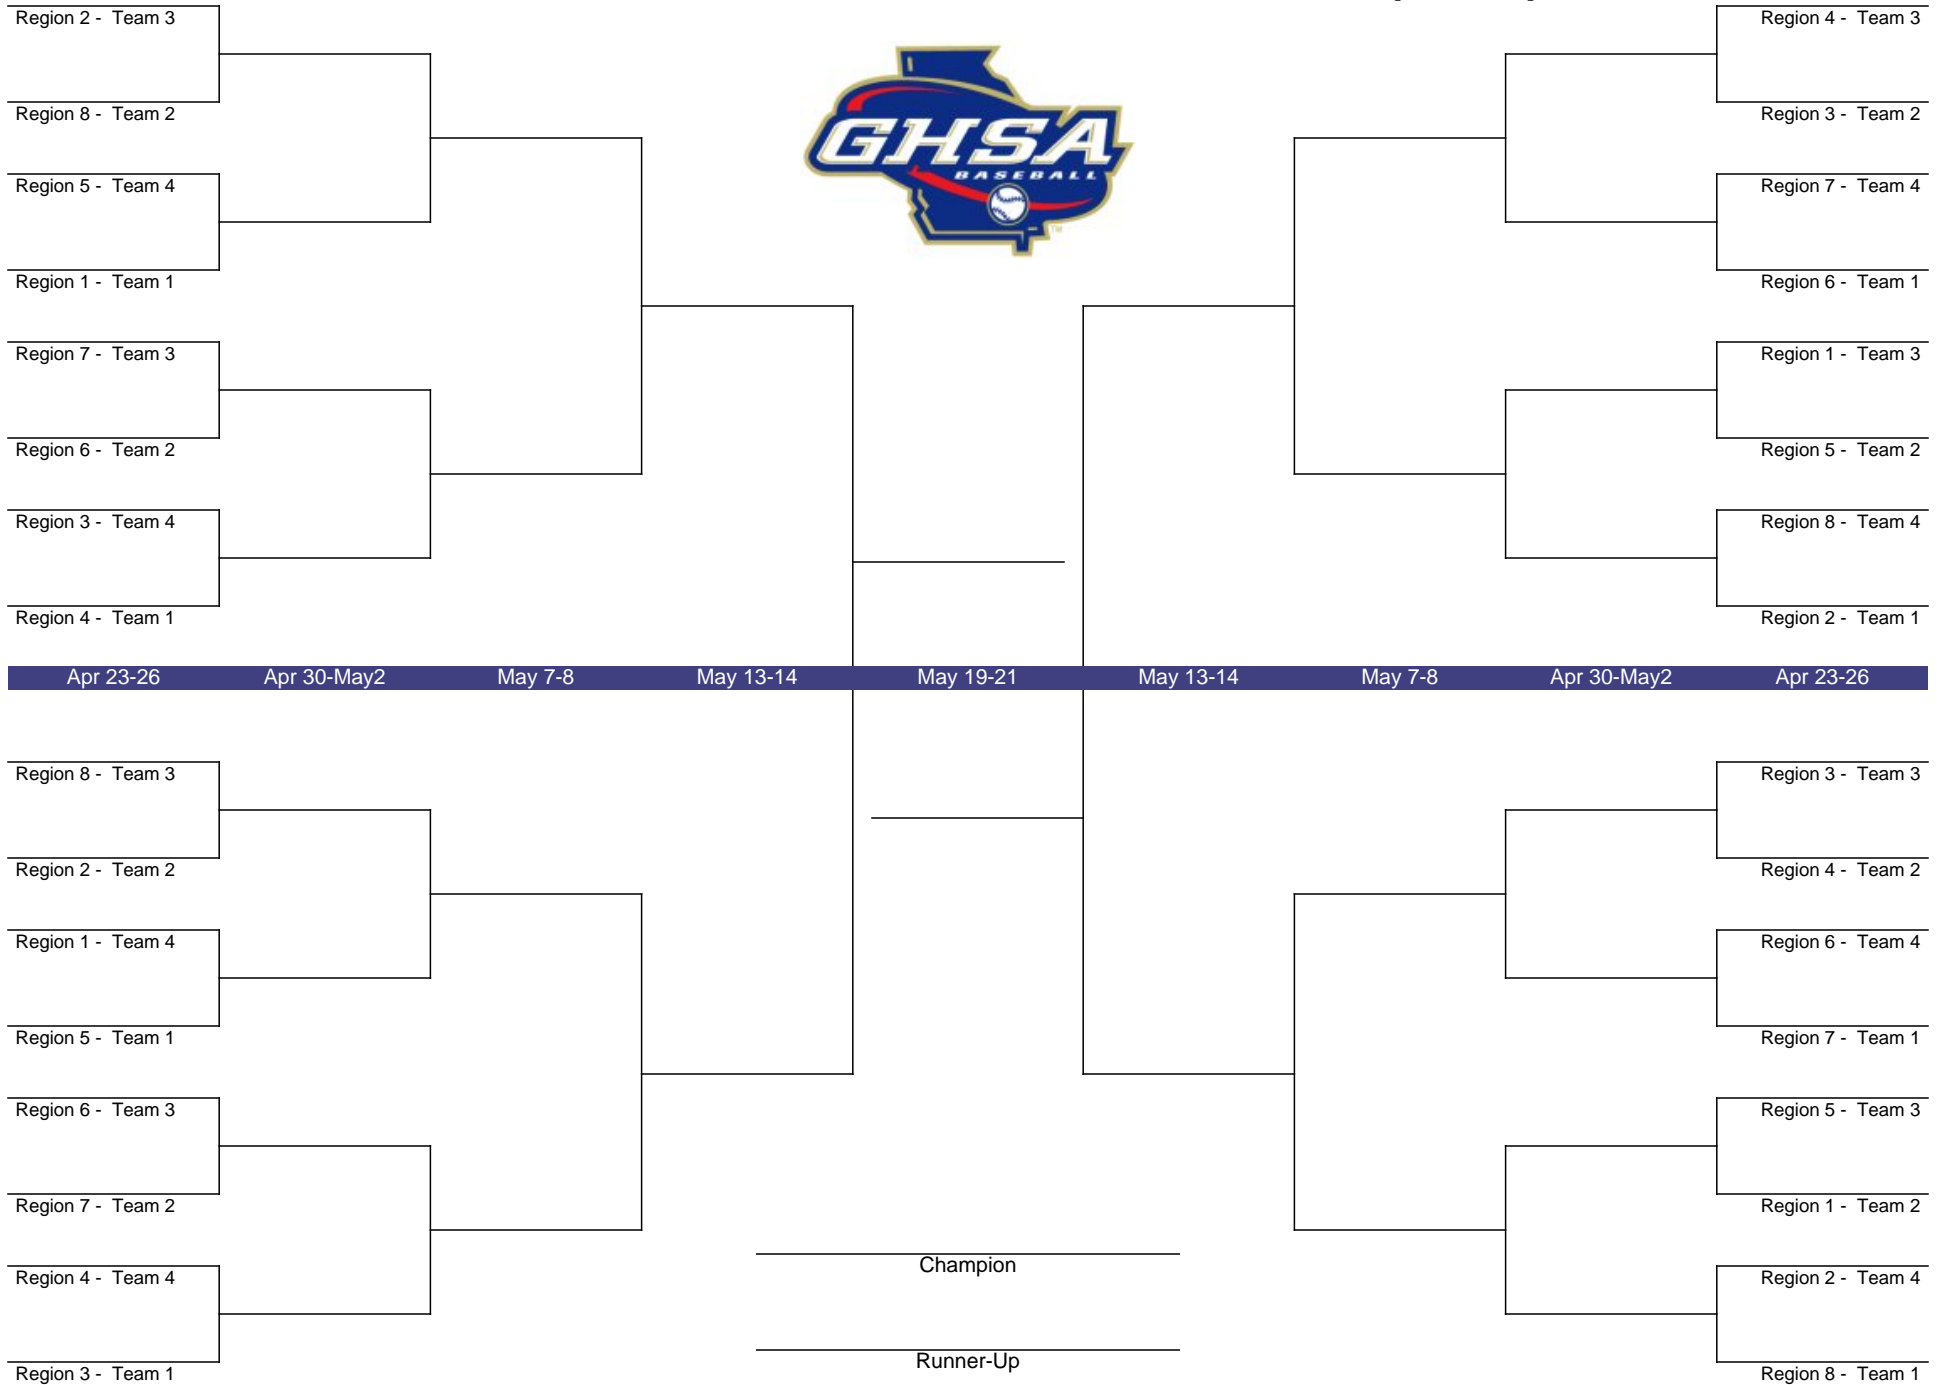 Region 2 - Team 3
Region 4 - Team 3
Region 8 - Team 2
Region 3 - Team 2
GHSA
BASEBALL
TM
Region 5 - Team 4
Region 7 - Team 4
Region 1 - Team 1
Region 6 - Team 1
Region 7 - Team 3
Region 1 - Team 3
Region 6 - Team 2
Region 5 - Team 2
Region 3 - Team 4
Region 8 - Team 4
Region 4 - Team 1
Region 2 - Team 1
Apr 23-26 Apr 30-May2 May 7-8 May 13-14 May 19-21 May 13-14 May 7-8 Apr 30-May2 Apr 23-26
Region 8 - Team 3
Region 3 - Team 3
Region 2 - Team 2
Region 4 - Team 2
Region 1 - Team 4
Region 6 - Team 4
Region 5 - Team 1
Region 7 - Team 1
Region 6 - Team 3
Region 5 - Team 3
Region 7 - Team 2
Region 1 - Team 2
Champion
Region 4 - Team 4
Region 2 - Team 4
Runner-Up
Region 3 - Team 1
Region 8 - Team 1